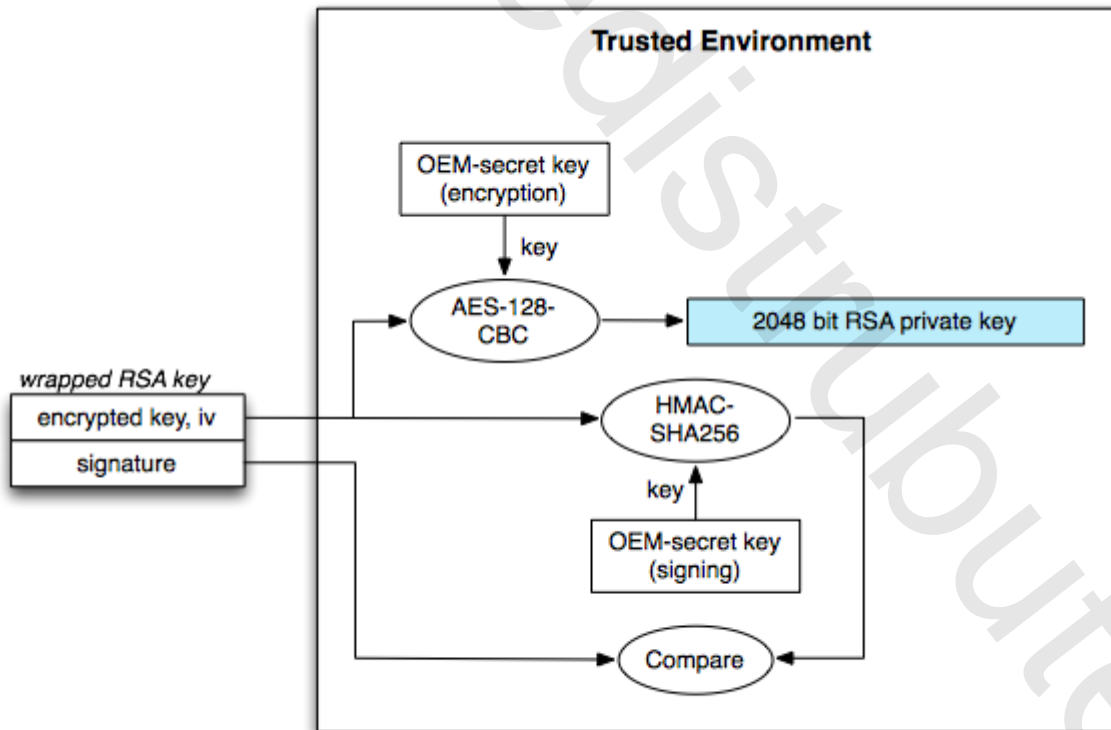 Trusted Environment
OEM-secret key
(encryption)
key
AES-128-
CBC
2048 bit RSA private key
wrapped RSA key
encrypted key, iv
signature
HMAC-
SHA256
key
OEM-secret key
(signing)
Compare